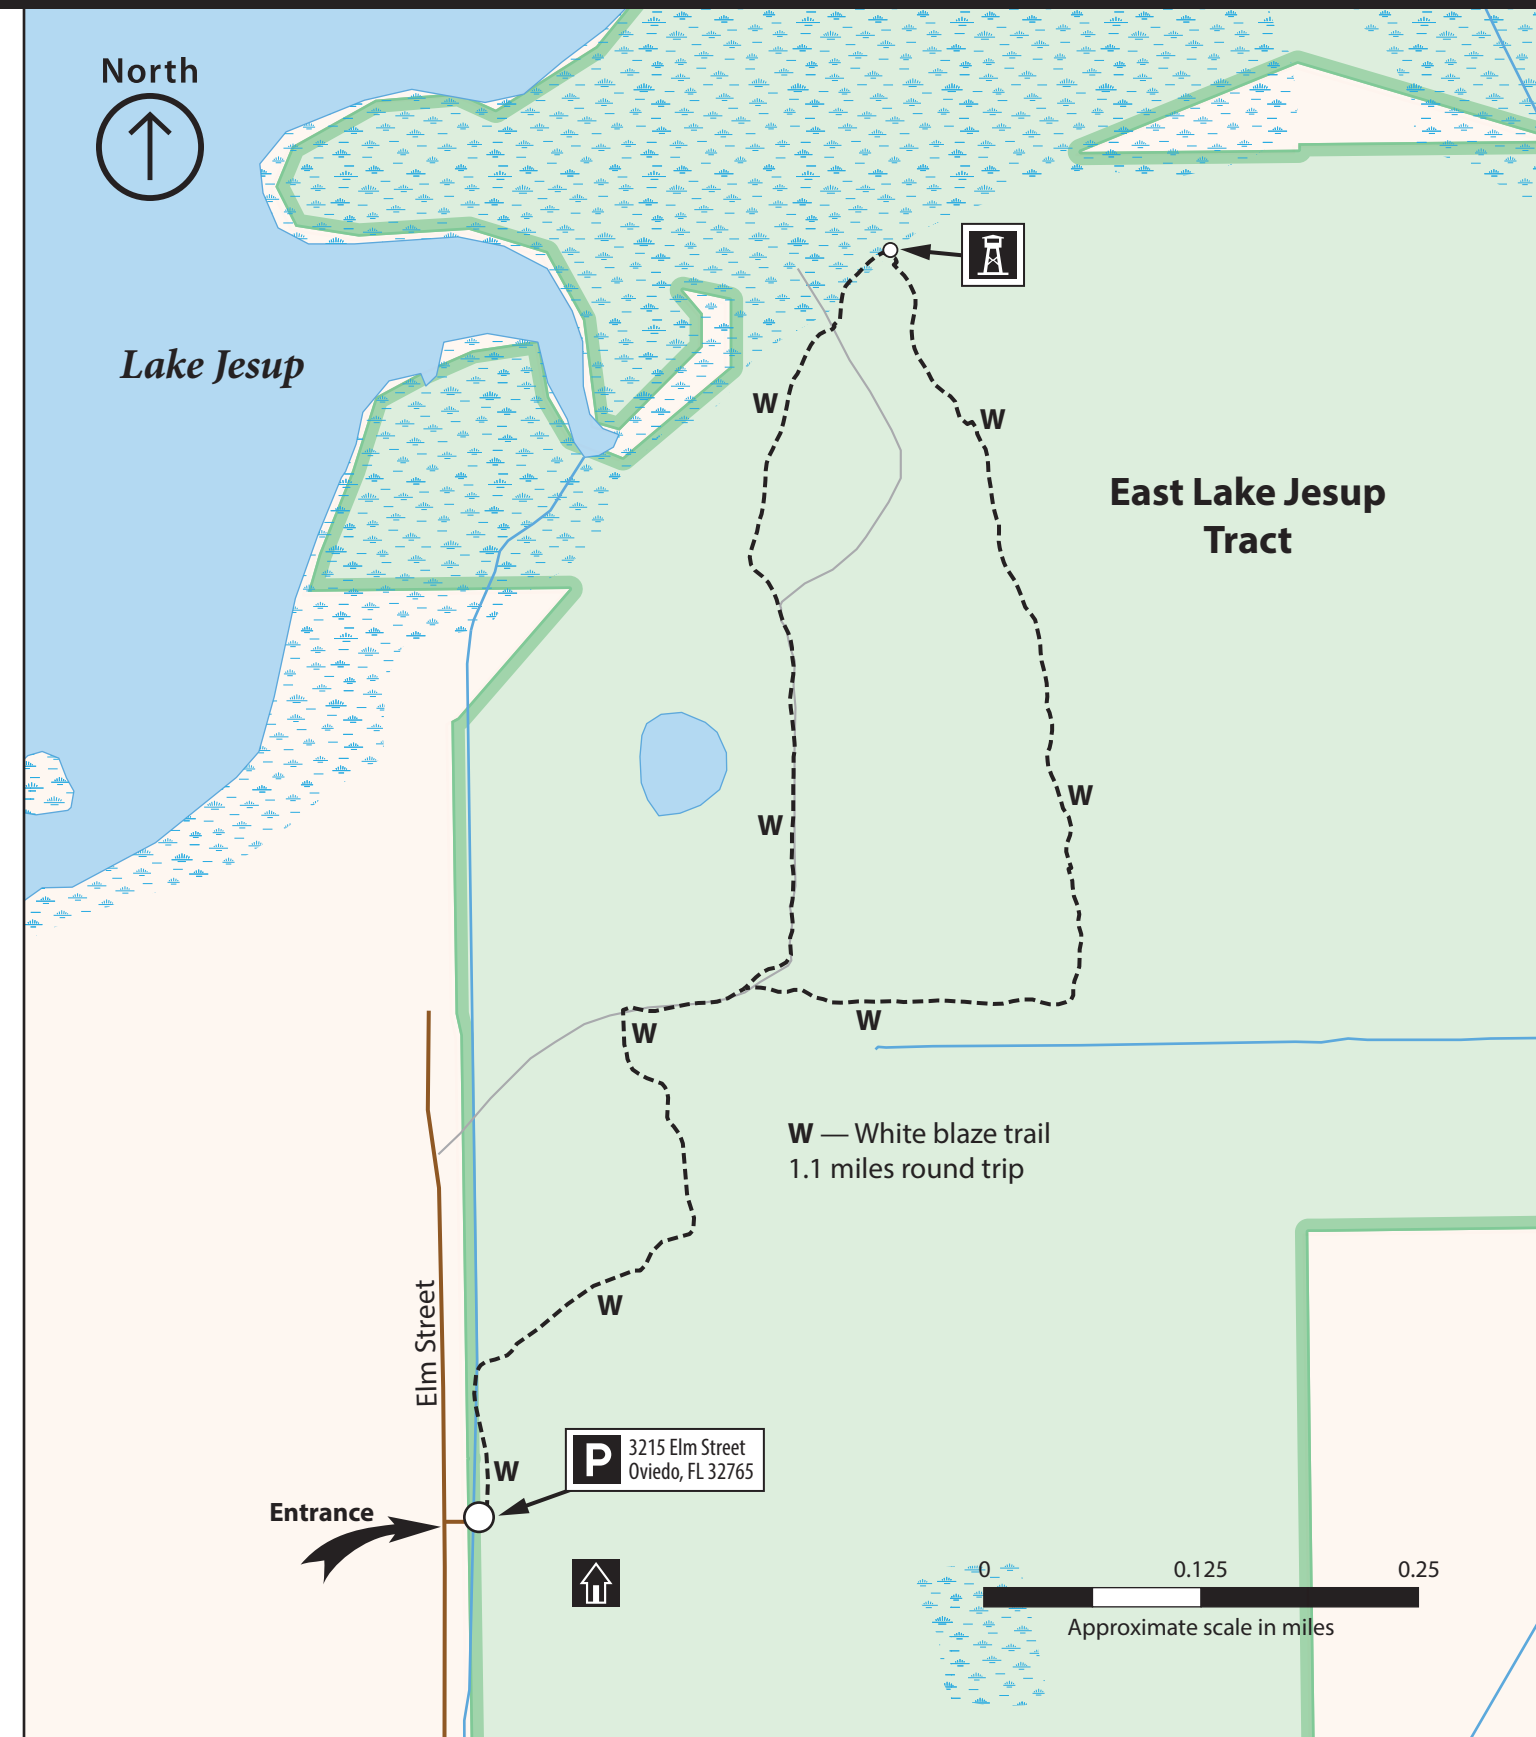 North
Lake Jesup
W
W
East Lake Jesup
Tract
W
W
W
W
W — White blaze trail
1.1 miles round trip
Elm Street
W
P
3215 Elm Street
Oviedo, FL 32765
W
Entrance
0 0.125 0.25
Approximate scale in miles